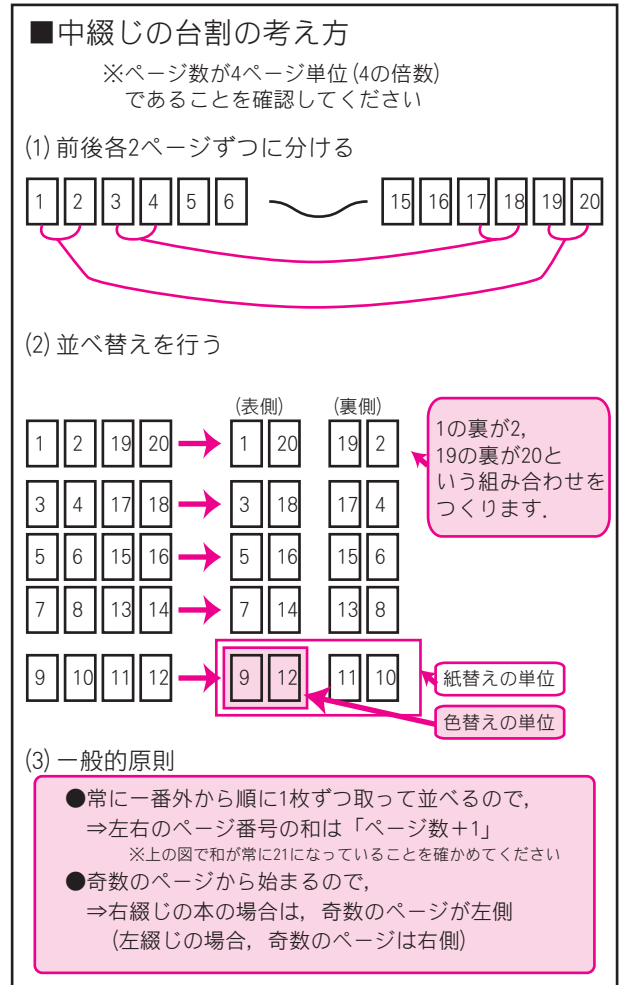 ■中綴じの台割の考え方
※ページ数が4ページ単位(4の倍数)
であることを確認してください
(1) 前後各2ページずつに分ける
1 2 3 4 5 6 15 16 17 18 19 20
(2) 並べ替えを行う
(表側) (裏側)
1 2 19 20 1 20 19 2
3 4 17 18 3 18 17 4
5 6 15 16 5 16 15 6
7 8 13 14 7 14 13 8
9 10 11 12 9 12 11 10
1の裏が2,
19の裏が20と
いう組み合わせを
つくります.
紙替えの単位
色替えの単位
(3) 一般的原則
●常に一番外から順に1枚ずつ取って並べるので,
⇒左右のページ番号の和は「ページ数+1」
※上の図で和が常に21になっていることを確かめてください
●奇数のページから始まるので,
⇒右綴じの本の場合は, 奇数のページが左側
(左綴じの場合, 奇数のページは右側)